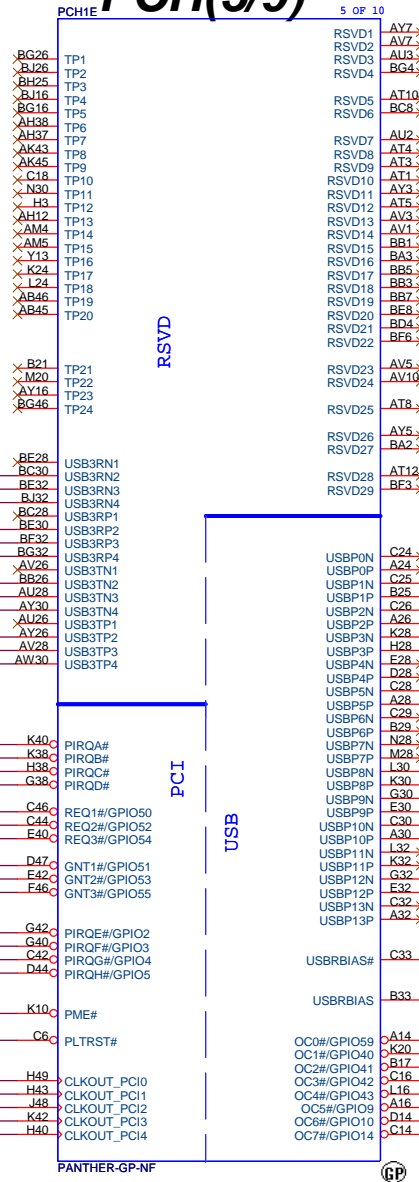 PCH(5/9)
PCH1E
5 OF 10
BG26 TP1
BJ26 TP2
BH25 TP3
BJ16 TP4
BG16 TP5
AH38 TP6
AH37 TP7
AK43 TP8
AK45 TP9
C18 TP10
N30 TP11
H3 TP12
AH12 TP13
AM4 TP14
AM5 TP15
Y13 TP16
K24 TP17
L24 TP18
AB46 TP19
AB45 TP20
B21 TP21
M20 TP22
AY16 TP23
BG46 TP24
BE28 USB3RN1
BC30 USB3RN2
BE32 USB3RN3
BJ32 USB3RN4
BC28 USB3RP1
BE30 USB3RP2
BF32 USB3RP3
BG32 USB3RP4
AV26 USB3TN1
BB26 USB3TN2
AU28 USB3TN3
AY30 USB3TN4
AU26 USB3TP1
AY26 USB3TP2
AV28 USB3TP3
AW30 USB3TP4
K40 PIRQA#
K38 PIRQB#
H38 PIRQC#
G38 PIRQD#
C46 REQ1#/GPIO50
C44 REQ2#/GPIO52
E40 REQ3#/GPIO54
D47 GNT1#/GPIO51
E42 GNT2#/GPIO53
F46 GNT3#/GPIO55
G42 PIRQE#/GPIO2
G40 PIRQF#/GPIO3
C42 PIRQG#/GPIO4
D44 PIRQH#/GPIO5
K10 PME#
C6 PLTRST#
H49 CLKOUT_PCI0
H43 CLKOUT_PCI1
J48 CLKOUT_PCI2
K42 CLKOUT_PCI3
H40 CLKOUT_PCI4
RSVD
PCI
USB
RSVD1 AY7
RSVD2 AV7
RSVD3 AU3
RSVD4 BG4
RSVD5 AT10
RSVD6 BC8
RSVD7 AU2
RSVD8 AT4
RSVD9 AT3
RSVD10 AT1
RSVD11 AY3
RSVD12 AT5
RSVD13 AV3
RSVD14 AV1
RSVD15 BB1
RSVD16 BA3
RSVD17 BB5
RSVD18 BB3
RSVD19 BB7
RSVD20 BE8
RSVD21 BD4
RSVD22 BF6
RSVD23 AV5
RSVD24 AV10
RSVD25 AT8
RSVD26 AY5
RSVD27 BA2
RSVD28 AT12
RSVD29 BF3
USBP0N C24
USBP0P A24
USBP1N C25
USBP1P B25
USBP2N C26
USBP2P A26
USBP3N K28
USBP3P H28
USBP4N E28
USBP4P D28
USBP5N C28
USBP5P A28
USBP6N C29
USBP6P B29
USBP7N N28
USBP7P M28
USBP8N L30
USBP8P K30
USBP9N G30
USBP9P E30
USBP10N C30
USBP10P A30
USBP11N L32
USBP11P K32
USBP12N G32
USBP12P E32
USBP13N C32
USBP13P A32
USBRBIAS# C33
USBRBIAS B33
OC0#/GPIO59 A14
OC1#/GPIO40 K20
OC2#/GPIO41 B17
OC3#/GPIO42 C16
OC4#/GPIO43 L16
OC5#/GPIO9 A16
OC6#/GPIO10 D14
OC7#/GPIO14 C14
PANTHER-GP-NF
GP